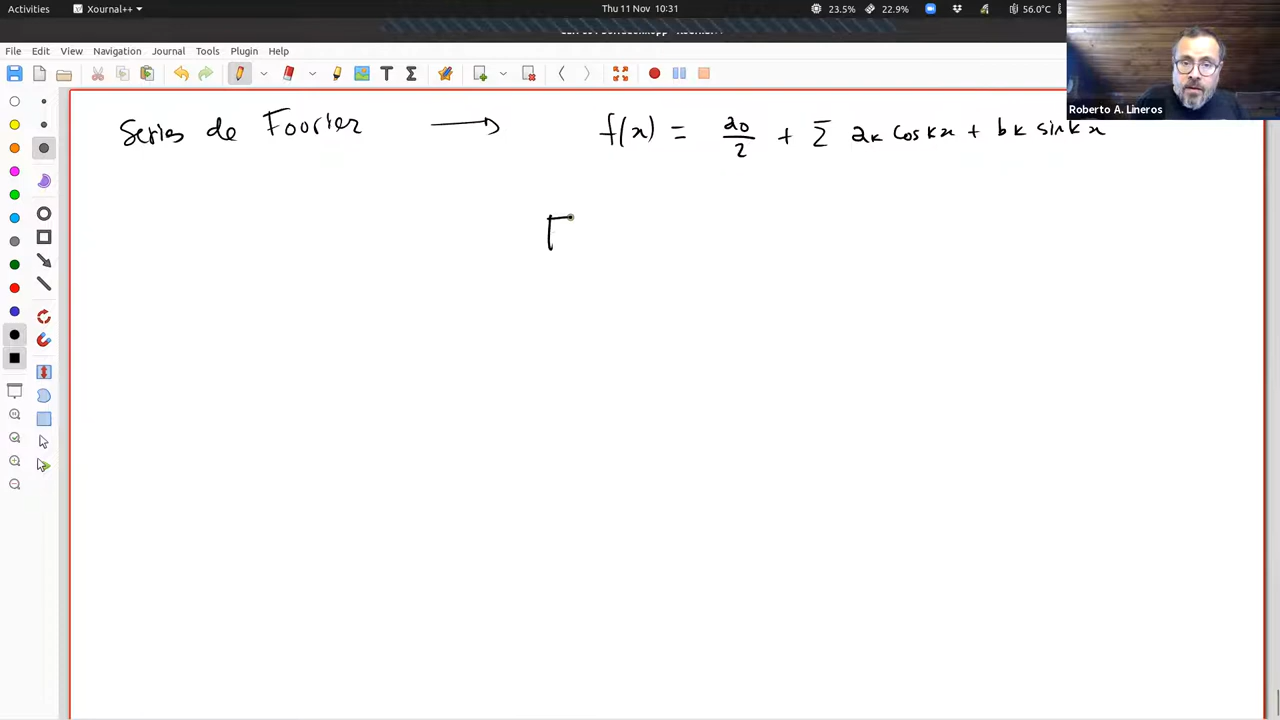 Activities
Xournal++
Thu 11 Nov 10:31
23.5%
22.9%
56.0°C
File Edit View Navigation Journal Tools Plugin Help
Roberto A. Lineros
Series de Fourier → f(x) = a0/2 + Σ ak cos kx + bk sin kx